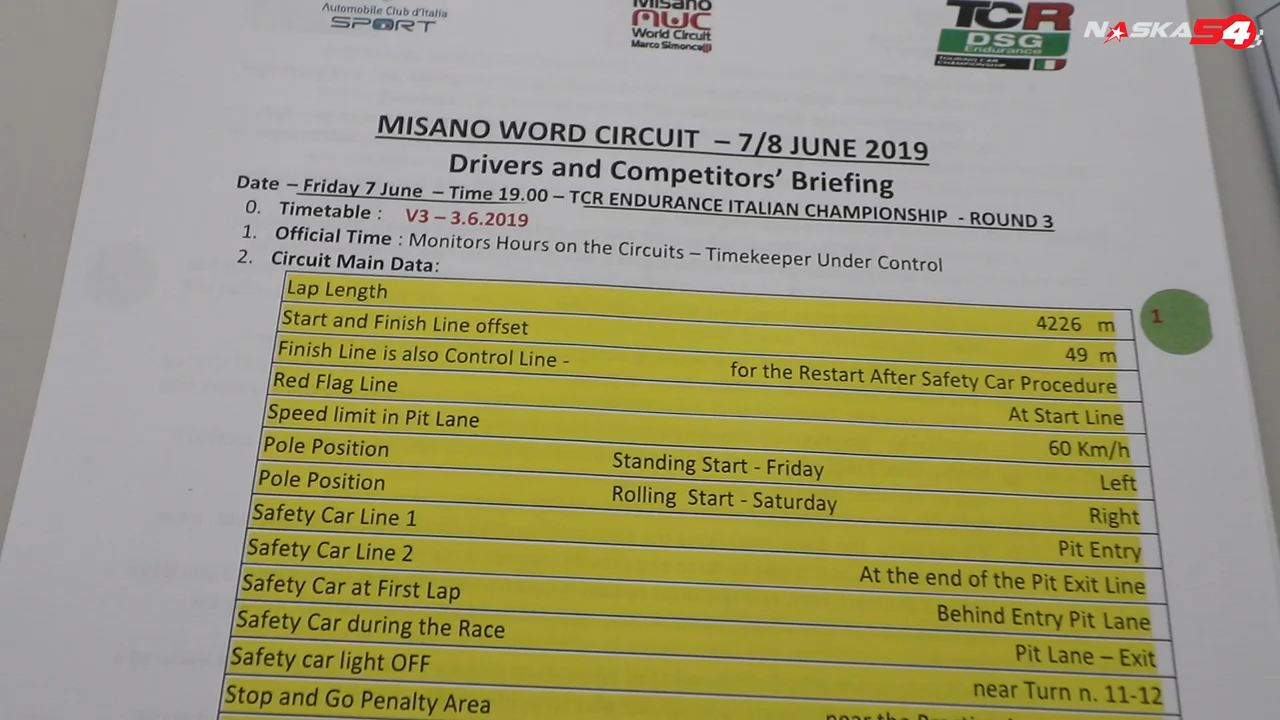 Automobile Club d'Italia
SPORT
Misano
MWC
World Circuit
Marco Simoncelli
TCR
DSG
Endurance
TOURING CAR CHAMPIONSHIP
NASKA54
MISANO WORD CIRCUIT – 7/8 JUNE 2019
Drivers and Competitors' Briefing
Date – Friday 7 June – Time 19.00 – TCR ENDURANCE ITALIAN CHAMPIONSHIP - ROUND 3
0. Timetable : V3 – 3.6.2019
1. Official Time : Monitors Hours on the Circuits – Timekeeper Under Control
2. Circuit Main Data:
Lap Length 4226 m
1
Start and Finish Line offset 49 m
Finish Line is also Control Line - for the Restart After Safety Car Procedure
Red Flag Line At Start Line
Speed limit in Pit Lane 60 Km/h
Pole Position Standing Start - Friday Left
Pole Position Rolling Start - Saturday Right
Safety Car Line 1 Pit Entry
Safety Car Line 2 At the end of the Pit Exit Line
Safety Car at First Lap Behind Entry Pit Lane
Safety Car during the Race Pit Lane – Exit
Safety car light OFF near Turn n. 11-12
Stop and Go Penalty Area near the